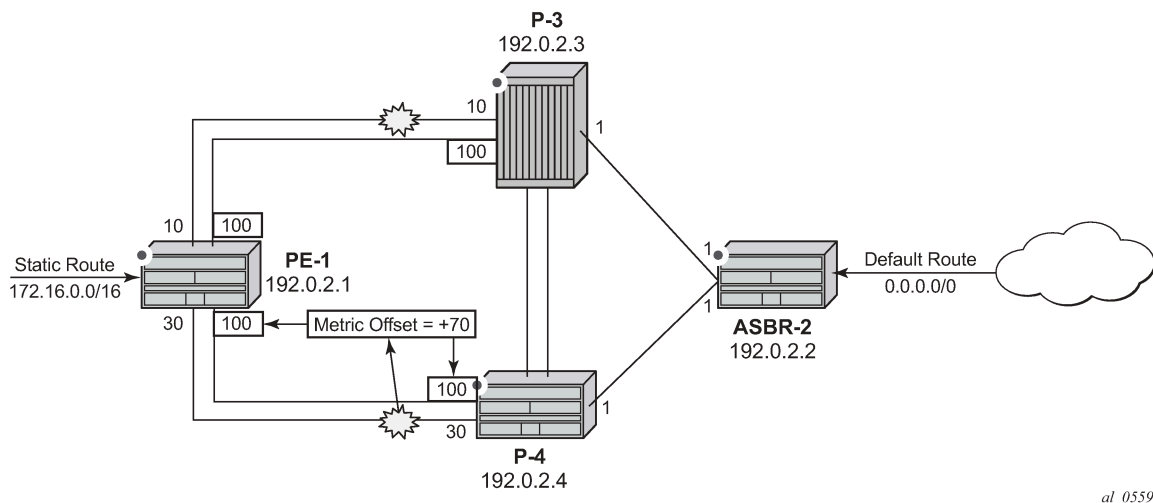 P-3
192.0.2.3
10
1
100
10
100
Static Route
172.16.0.0/16
PE-1
192.0.2.1
1
Default Route
0.0.0.0/0
1
ASBR-2
192.0.2.2
30
100
Metric Offset = +70
100
1
30
P-4
192.0.2.4
al_0559